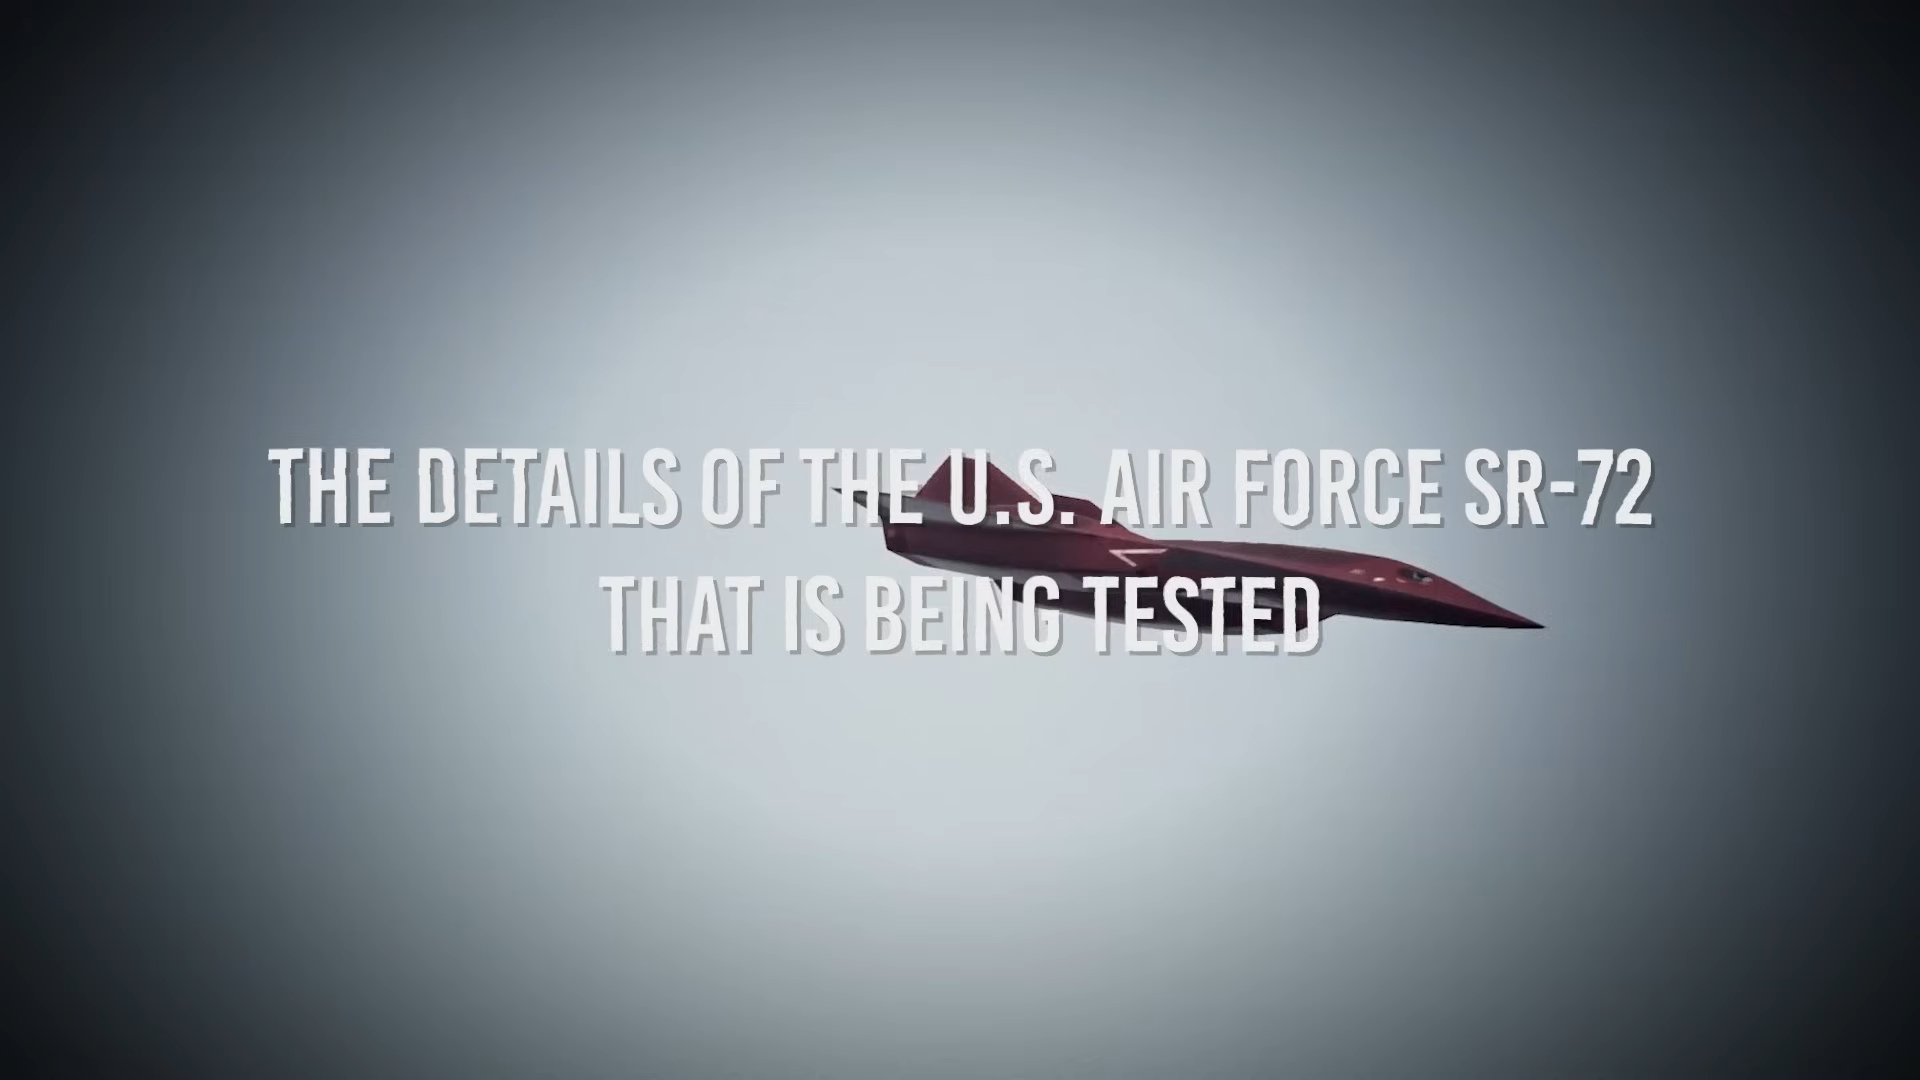 THE DETAILS OF THE U.S. AIR FORCE SR-72
THAT IS BEING TESTED